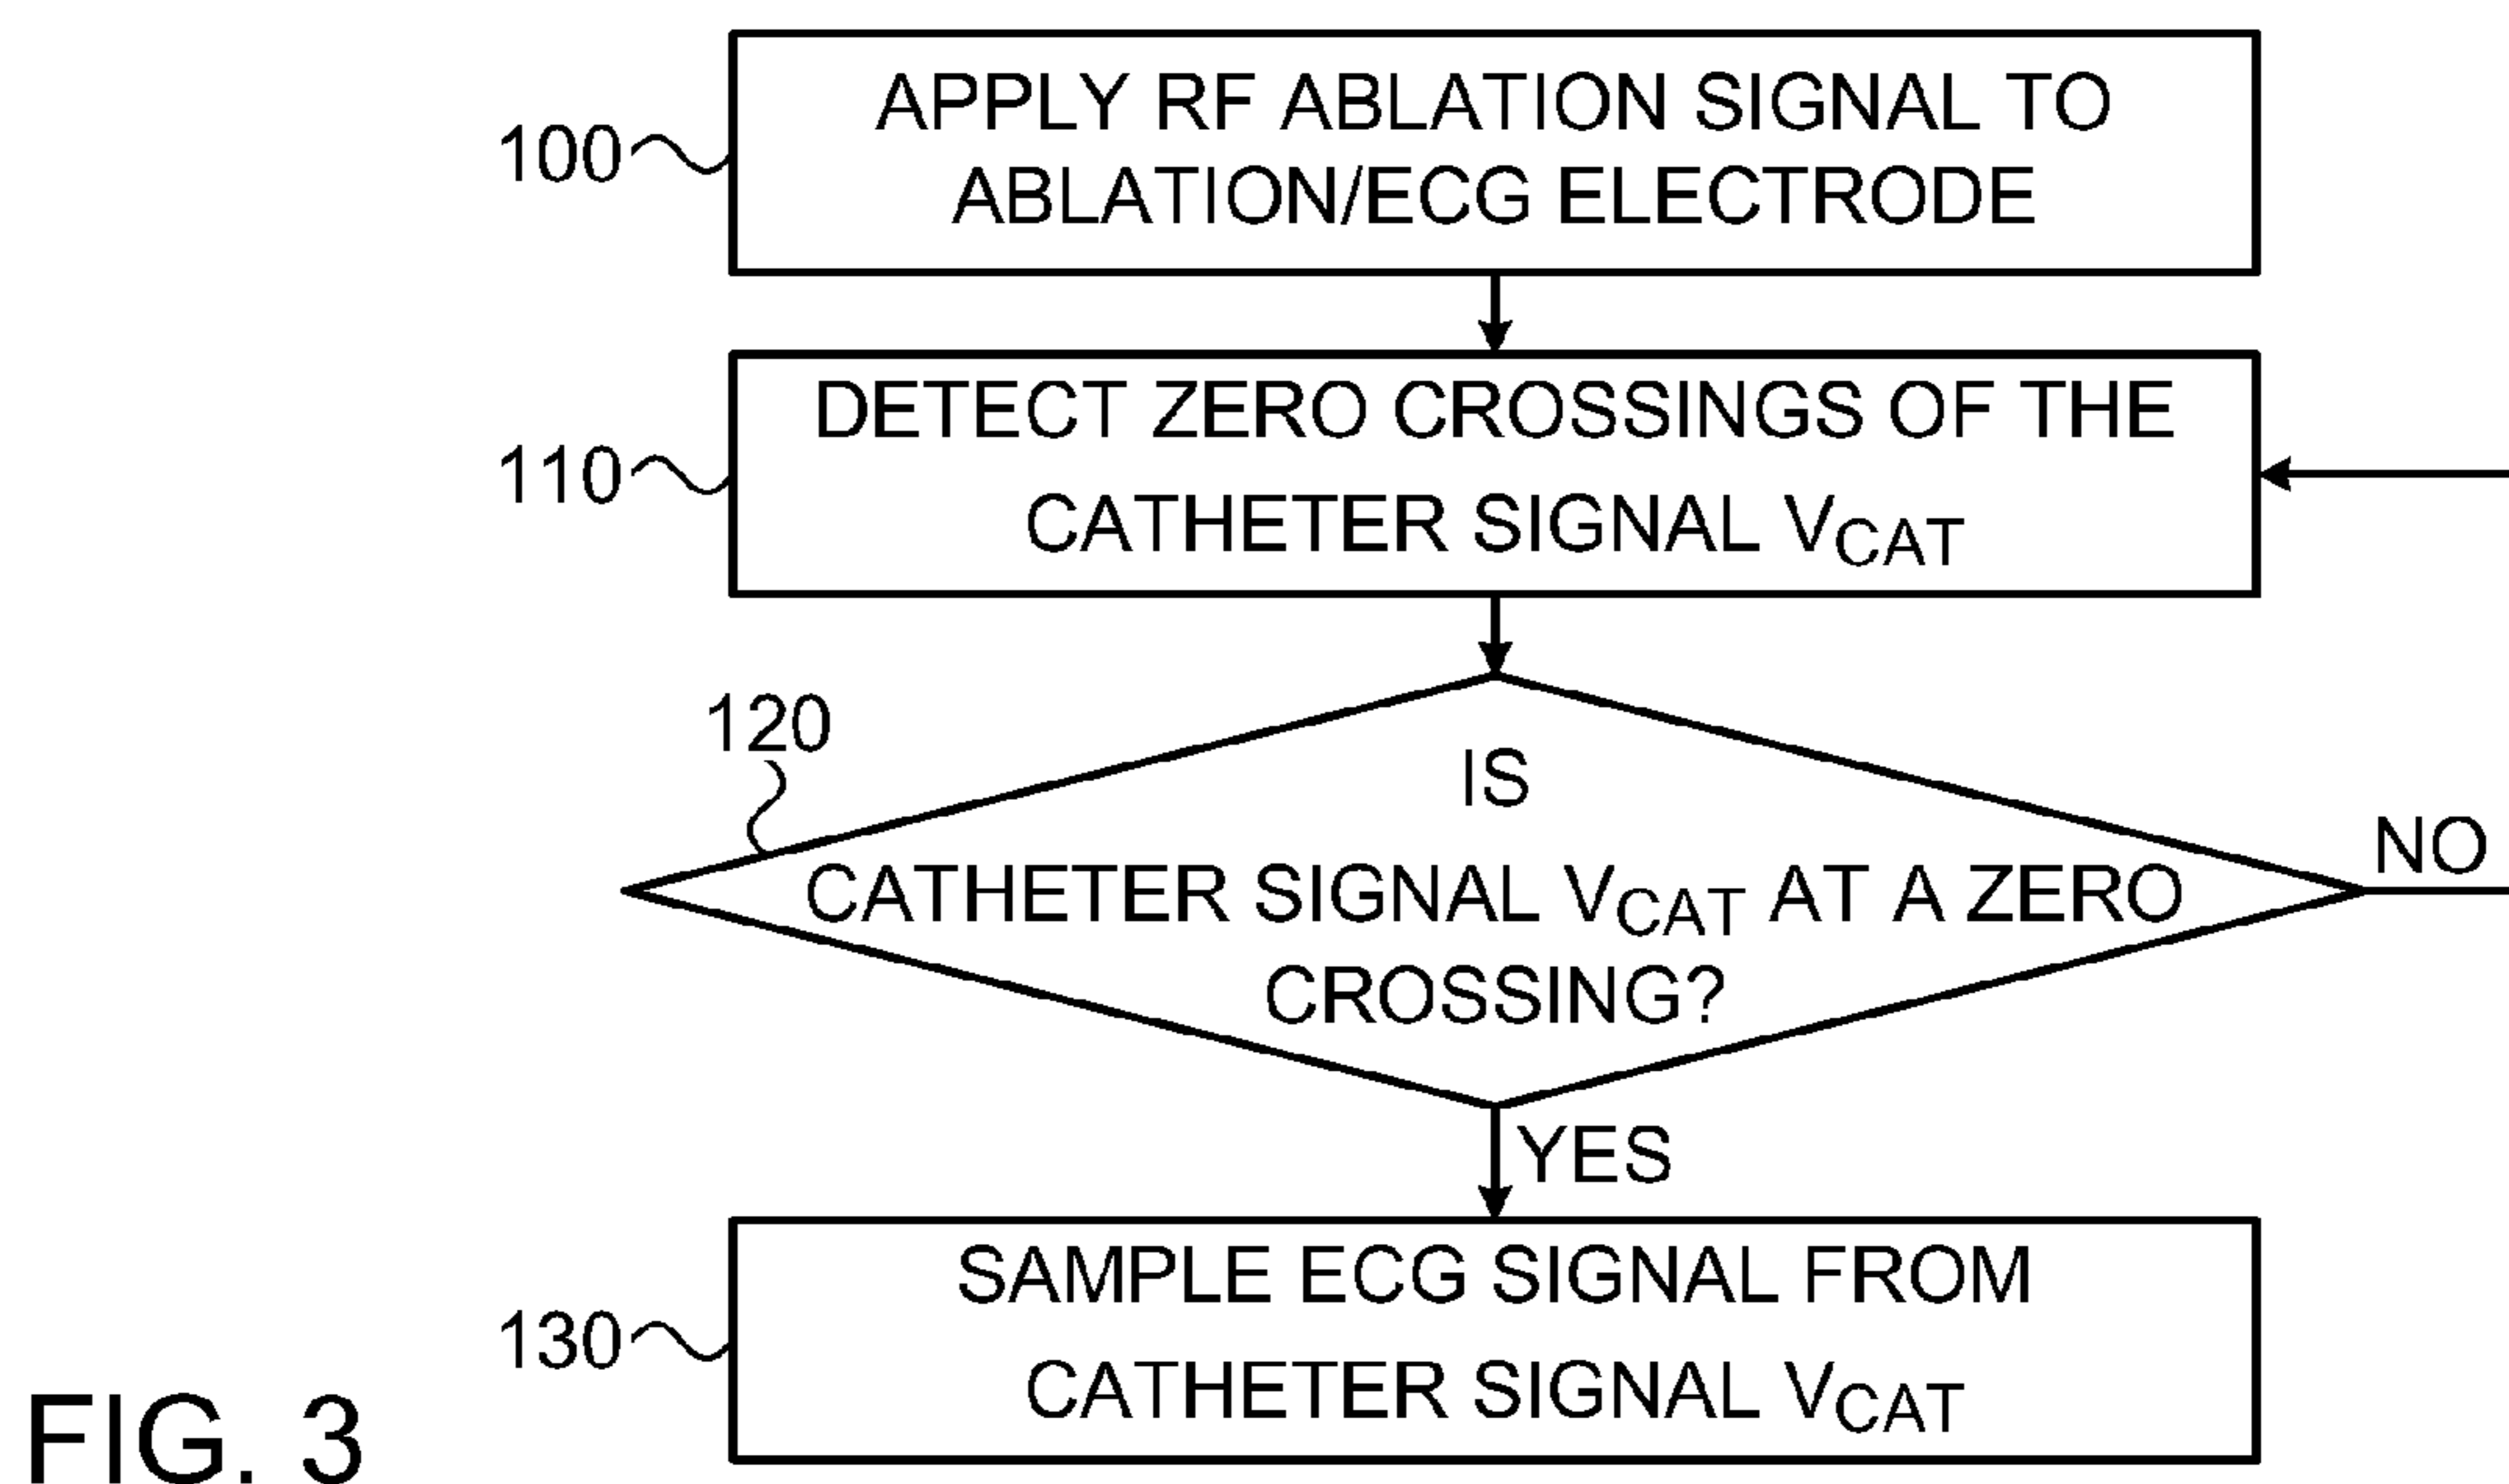 APPLY RF ABLATION SIGNAL TO
ABLATION/ECG ELECTRODE
100
DETECT ZERO CROSSINGS OF THE
CATHETER SIGNAL VCAT
110
120
IS
CATHETER SIGNAL VCAT AT A ZERO
CROSSING?
NO
YES
SAMPLE ECG SIGNAL FROM
CATHETER SIGNAL VCAT
130
FIG. 3